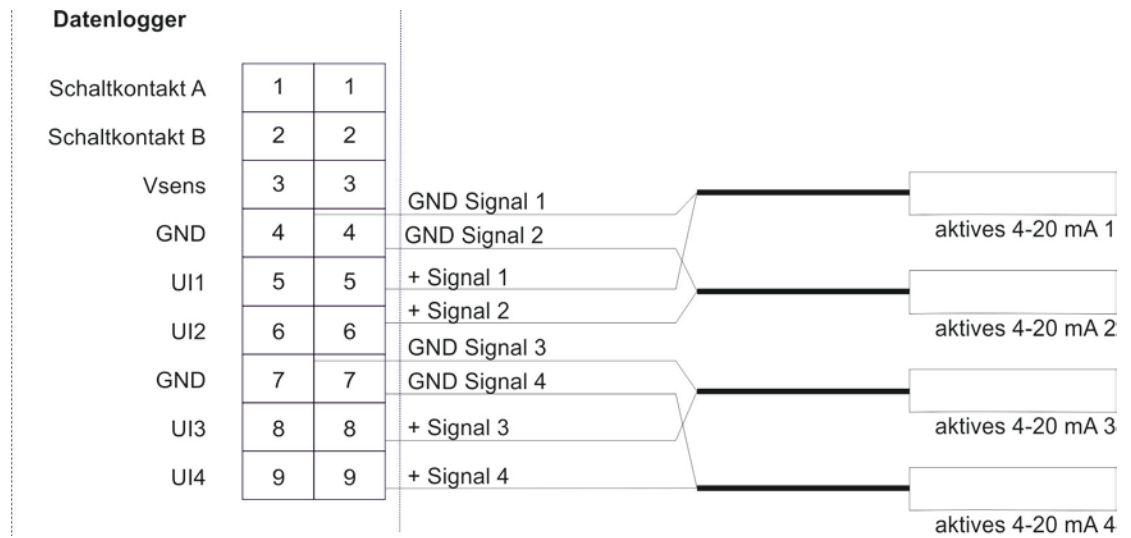 Datenlogger
Schaltkontakt A 1 1
Schaltkontakt B 2 2
Vsens 3 3
GND Signal 1
GND 4 4
GND Signal 2
aktives 4-20 mA 1
UI1 5 5
+ Signal 1
+ Signal 2
UI2 6 6
aktives 4-20 mA 2
GND Signal 3
GND 7 7
GND Signal 4
UI3 8 8
+ Signal 3
aktives 4-20 mA 3
UI4 9 9
+ Signal 4
aktives 4-20 mA 4